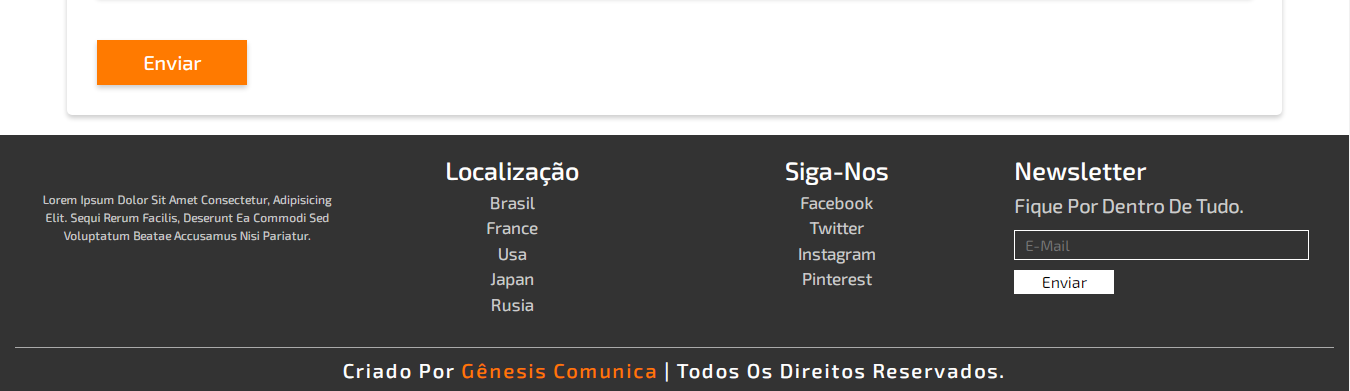 Enviar
Lorem Ipsum Dolor Sit Amet Consectetur, Adipisicing
Elit. Sequi Rerum Facilis, Deserunt Ea Commodi Sed
Voluptatum Beatae Accusamus Nisi Pariatur.
Localização
Brasil
France
Usa
Japan
Rusia
Siga-Nos
Facebook
Twitter
Instagram
Pinterest
Newsletter
Fique Por Dentro De Tudo.
E-Mail
Enviar
Criado Por Gênesis Comunica | Todos Os Direitos Reservados.